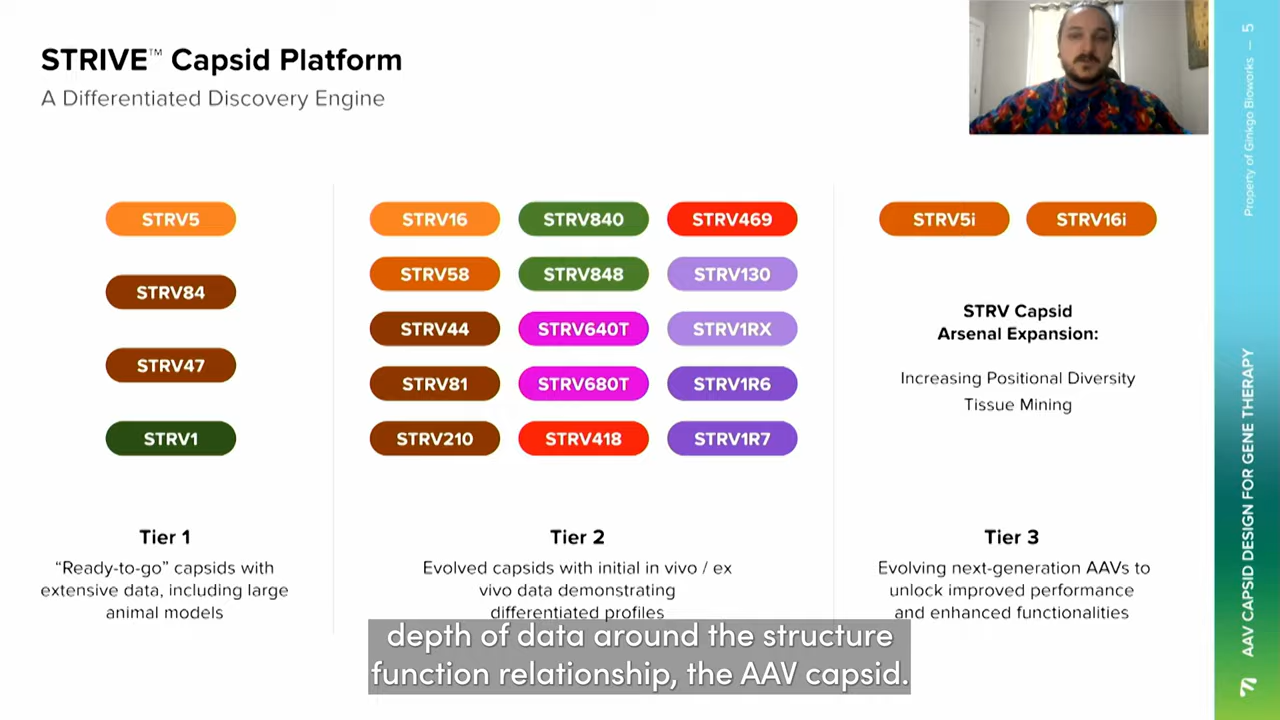 STRIVE™ Capsid Platform
A Differentiated Discovery Engine
STRV5
STRV84
STRV47
STRV1
Tier 1
“Ready-to-go” capsids with
extensive data, including large
animal models
STRV16
STRV840
STRV469
STRV58
STRV848
STRV130
STRV44
STRV640T
STRV1RX
STRV81
STRV680T
STRV1R6
STRV210
STRV418
STRV1R7
Tier 2
Evolved capsids with initial in vivo / ex
vivo data demonstrating
differentiated profiles
STRV5i
STRV16i
STRV Capsid
Arsenal Expansion:
Increasing Positional Diversity
Tissue Mining
Tier 3
Evolving next-generation AAVs to
unlock improved performance
and enhanced functionalities
depth of data around the structure
function relationship, the AAV capsid.
Property of Ginkgo Bioworks — 5
AAV CAPSID DESIGN FOR GENE THERAPY